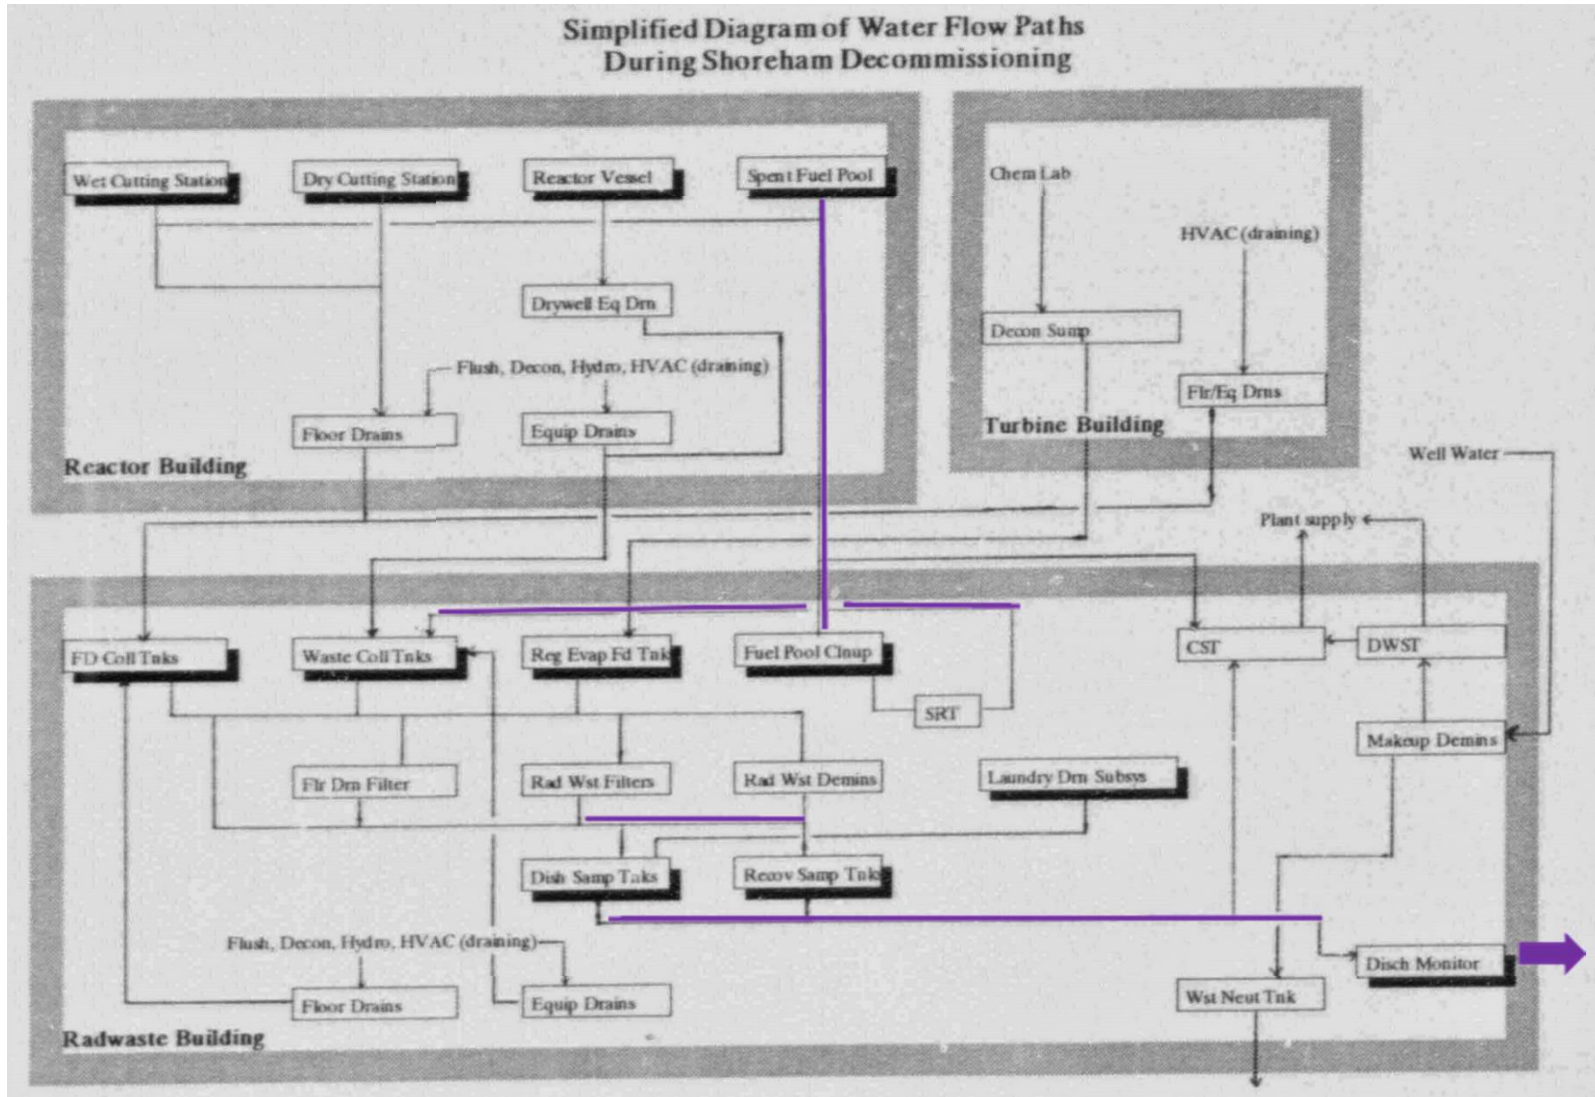 Simplified Diagram of Water Flow Paths
During Shoreham Decommissioning
Wet Cutting Station
Dry Cutting Station
Reactor Vessel
Spent Fuel Pool
Chem Lab
HVAC (draining)
Drywell Eq Drn
Decon Sump
Flush, Decon, Hydro, HVAC (draining)
Flr/Eq Drns
Floor Drains
Equip Drains
Turbine Building
Reactor Building
Well Water
Plant supply
FD Coll Tnks
Waste Coll Tnks
Reg Evap Fd Tnk
Fuel Pool Clnup
CST
DWST
SRT
Makeup Demins
Flr Drn Filter
Rad Wst Filters
Rad Wst Demins
Laundry Drn Subsys
Dish Samp Tnks
Recov Samp Tnks
Flush, Decon, Hydro, HVAC (draining)
Disch Monitor
Floor Drains
Equip Drains
Wst Neut Tnk
Radwaste Building